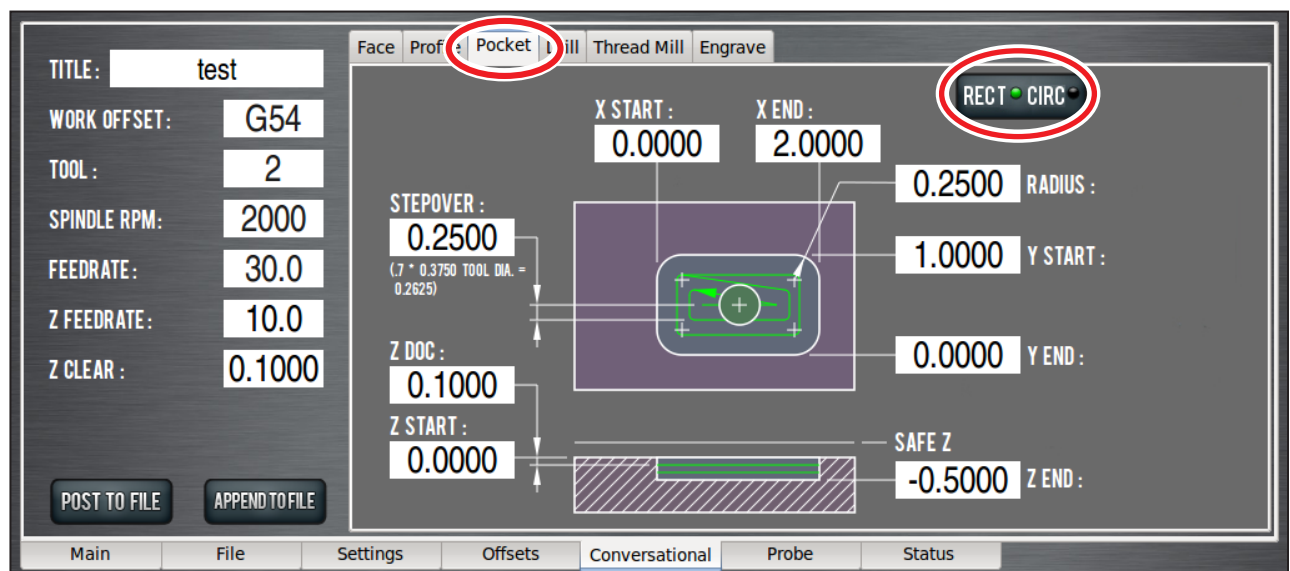 Face Profile Pocket Drill Thread Mill Engrave
TITLE : test
WORK OFFSET : G54
TOOL : 2
SPINDLE RPM: 2000
FEEDRATE : 30.0
Z FEEDRATE : 10.0
Z CLEAR : 0.1000
POST TO FILE APPEND TO FILE
RECT CIRC
X START : X END :
0.0000 2.0000
0.2500 RADIUS :
STEPOVER :
0.2500
(.7 * 0.3750 TOOL DIA. =
0.2625)
1.0000 Y START :
Z DOC :
0.1000
0.0000 Y END :
Z START :
0.0000
SAFE Z
-0.5000 Z END :
Main File Settings Offsets Conversational Probe Status